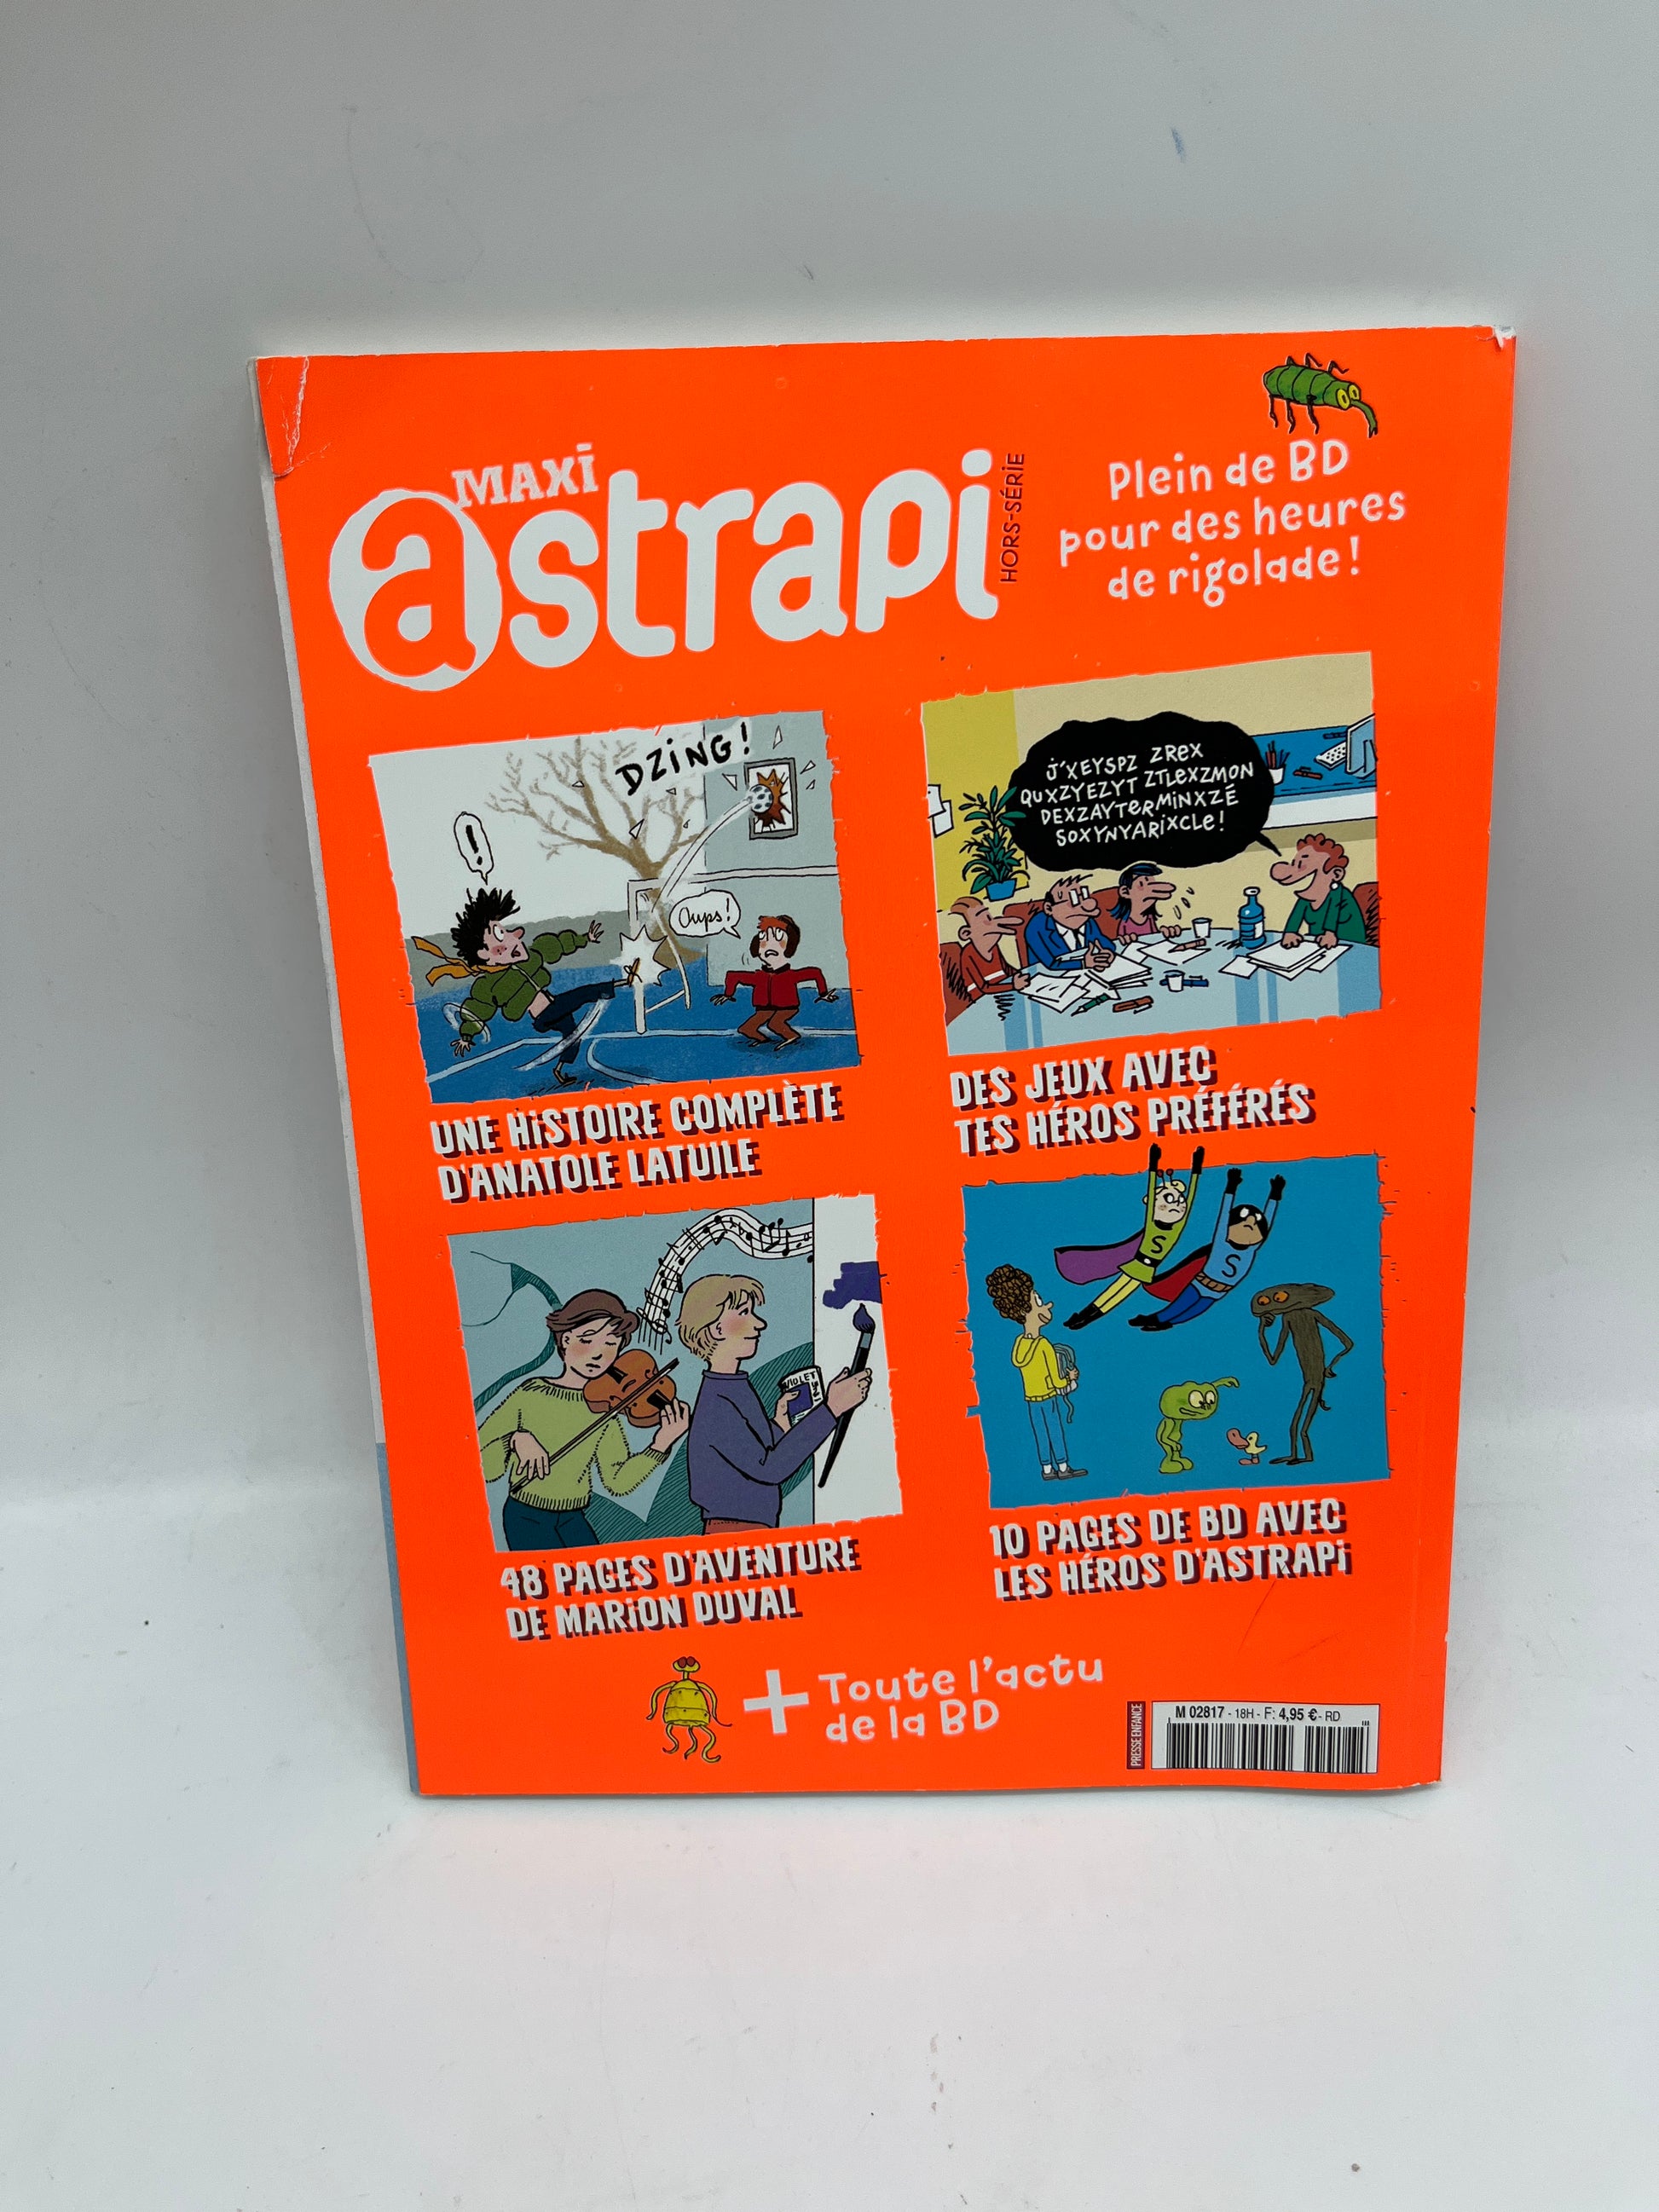 MAXI
astrapi
HORS-SÉRIE
Plein de BD
pour des heures
de rigolade !
DZING !
!
Oups !
J'XEYSPZ ZREX
QUXZYEZYT ZTLEXZMON
DEXZAYTERMINXZÉ
SOXYNYARIXCLE !
UNE HISTOIRE COMPLÈTE
D'ANATOLE LATUILE
DES JEUX AVEC
TES HÉROS PRÉFÉRÉS
VIOLET
S
S
48 PAGES D'AVENTURE
DE MARION DUVAL
10 PAGES DE BD AVEC
LES HÉROS D'ASTRAPI
+ Toute l'actu
de la BD
PRESSE ENFANCE
M 02817 - 18H - F: 4,95 € - RD